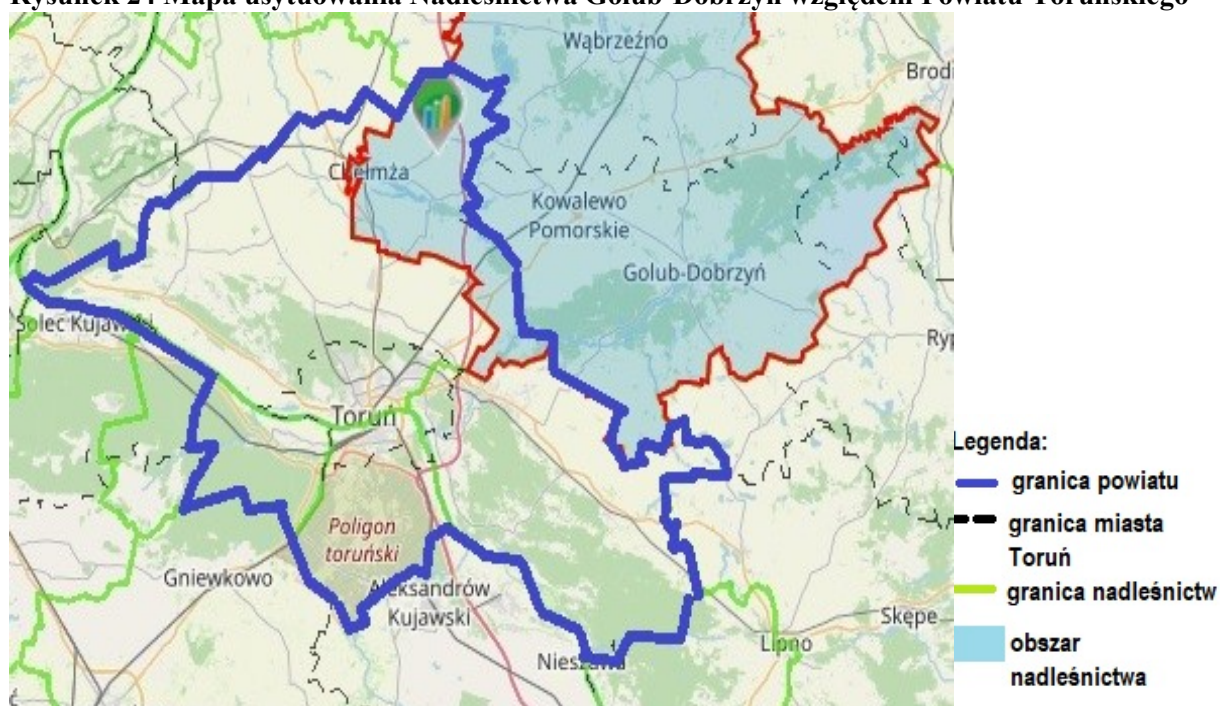 Rysunek 24 Mapa usytuowania Nadleśnictwa Golub-Dobrzyń względem Powiatu Toruńskiego
Wąbrzeźno
Brod
Chełmża
Kowalewo
Pomorskie
Golub-Dobrzyń
Solec Kujawski
Ryp
Toruń
Poligon
toruński
Gniewkowo
Aleksandrów
Kujawski
Skępe
Lipno
Nieszawa
Legenda:
granica powiatu
granica miasta
Toruń
granica nadleśnictw
obszar
nadleśnictwa